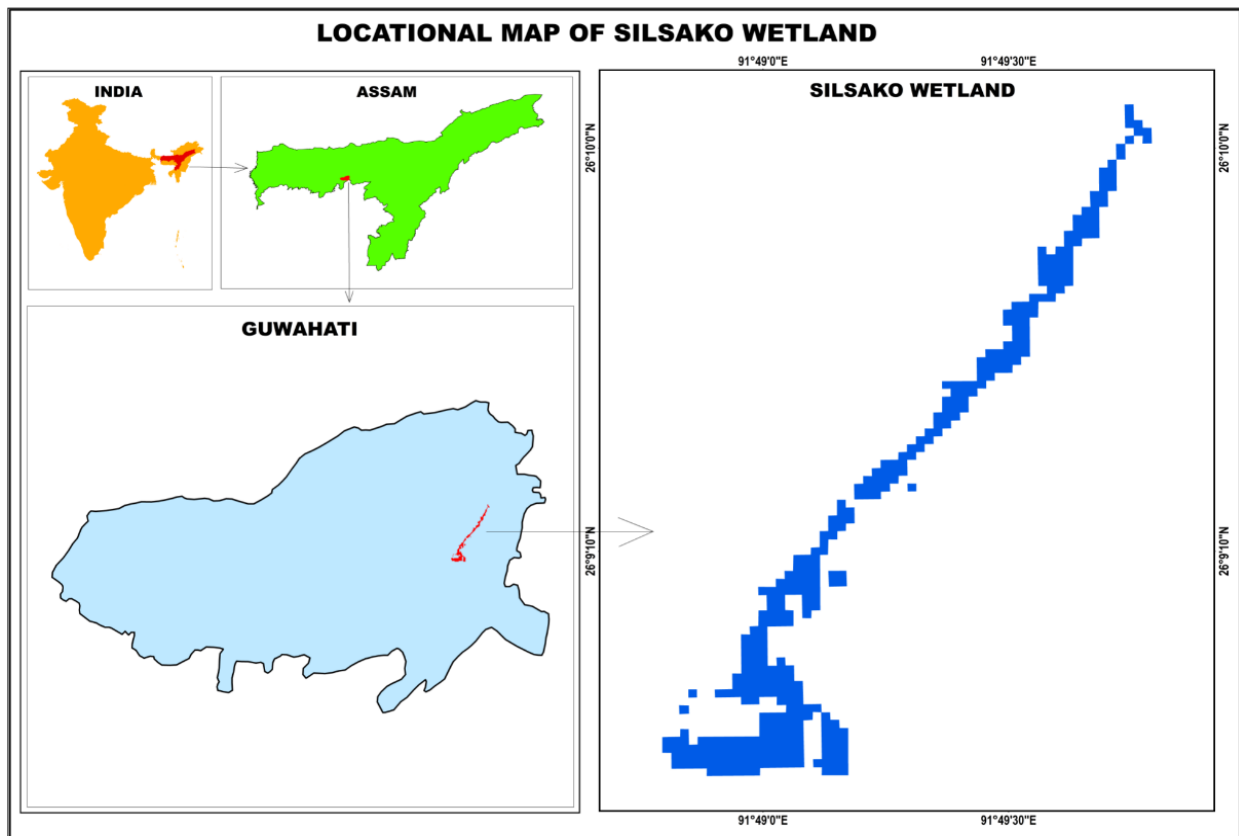 LOCATIONAL MAP OF SILSAKO WETLAND
INDIA
ASSAM
GUWAHATI
91°49'0"E
91°49'30"E
SILSAKO WETLAND
26°10'0"N
26°10'0"N
26°9'10"N
26°9'10"N
91°49'0"E
91°49'30"E